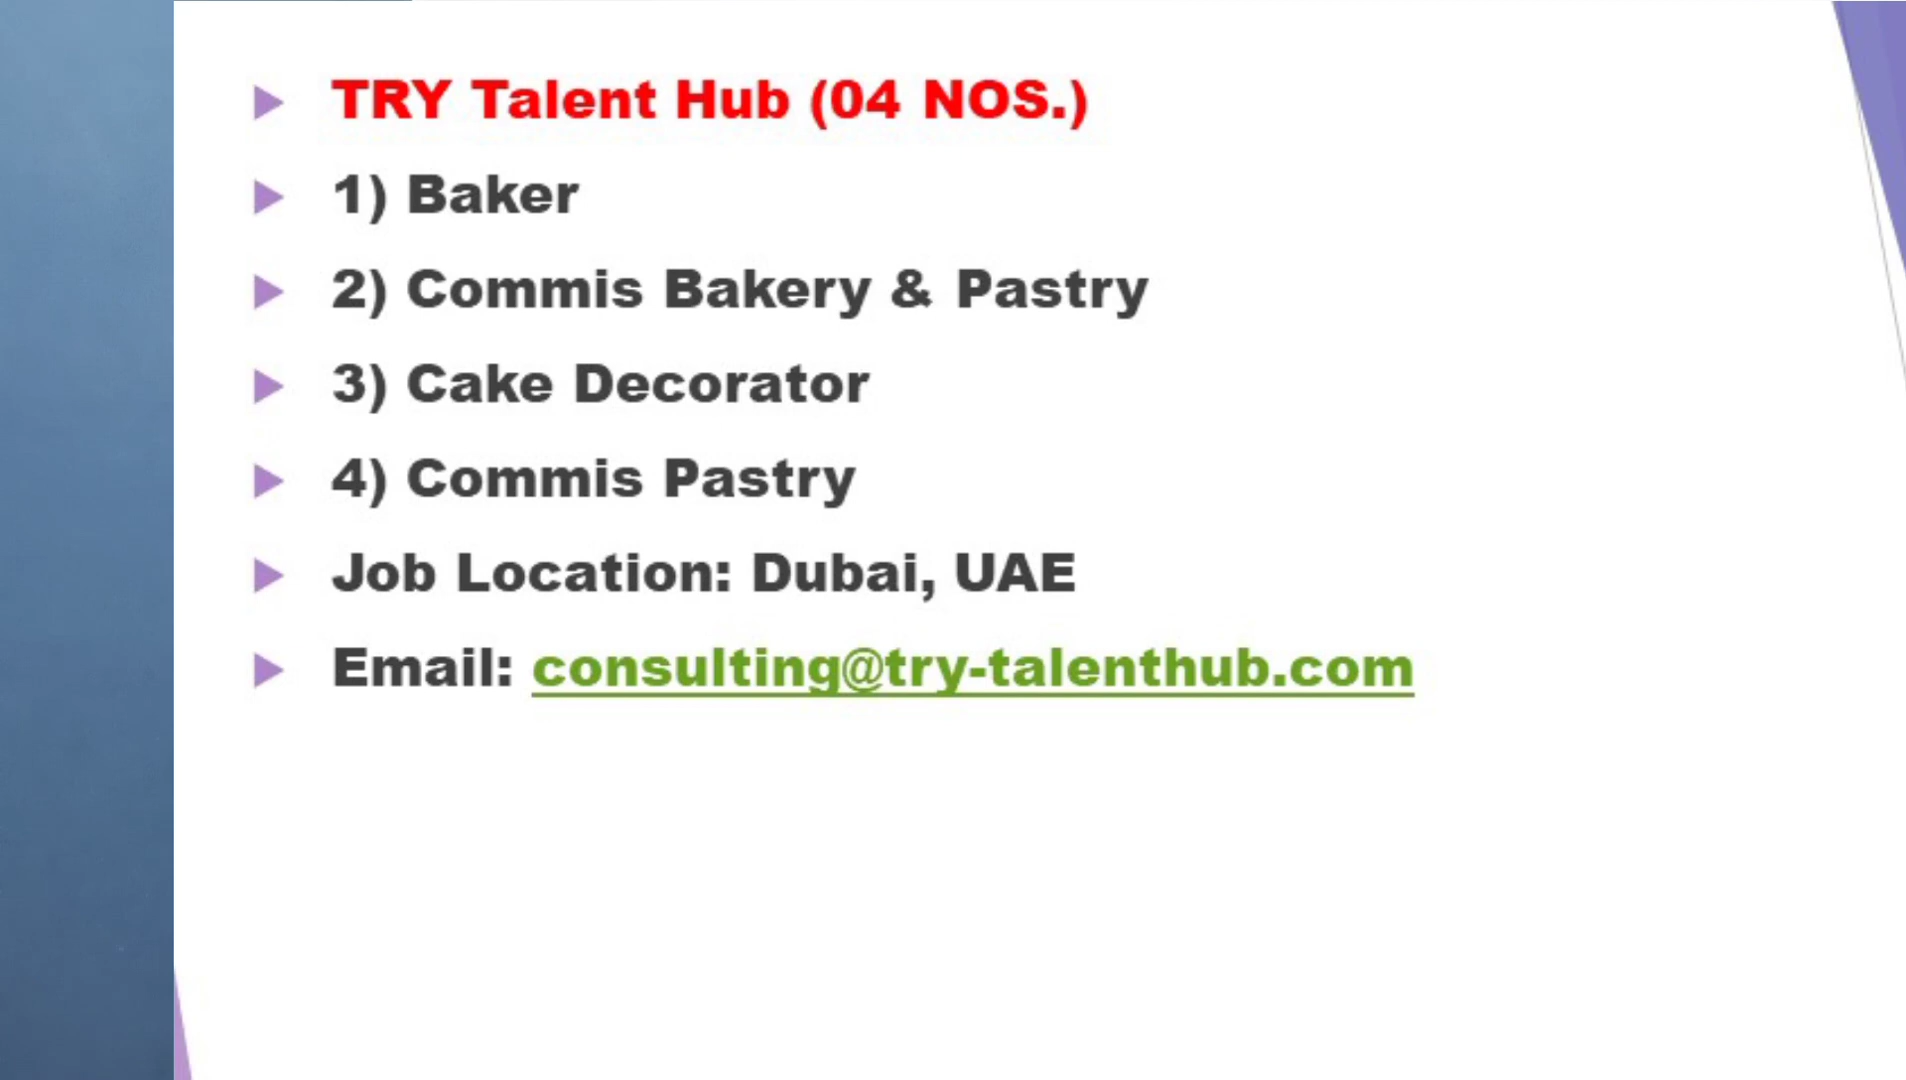 TRY Talent Hub (04 NOS.)
1) Baker
2) Commis Bakery & Pastry
3) Cake Decorator
4) Commis Pastry
Job Location: Dubai, UAE
Email: consulting@try-talenthub.com